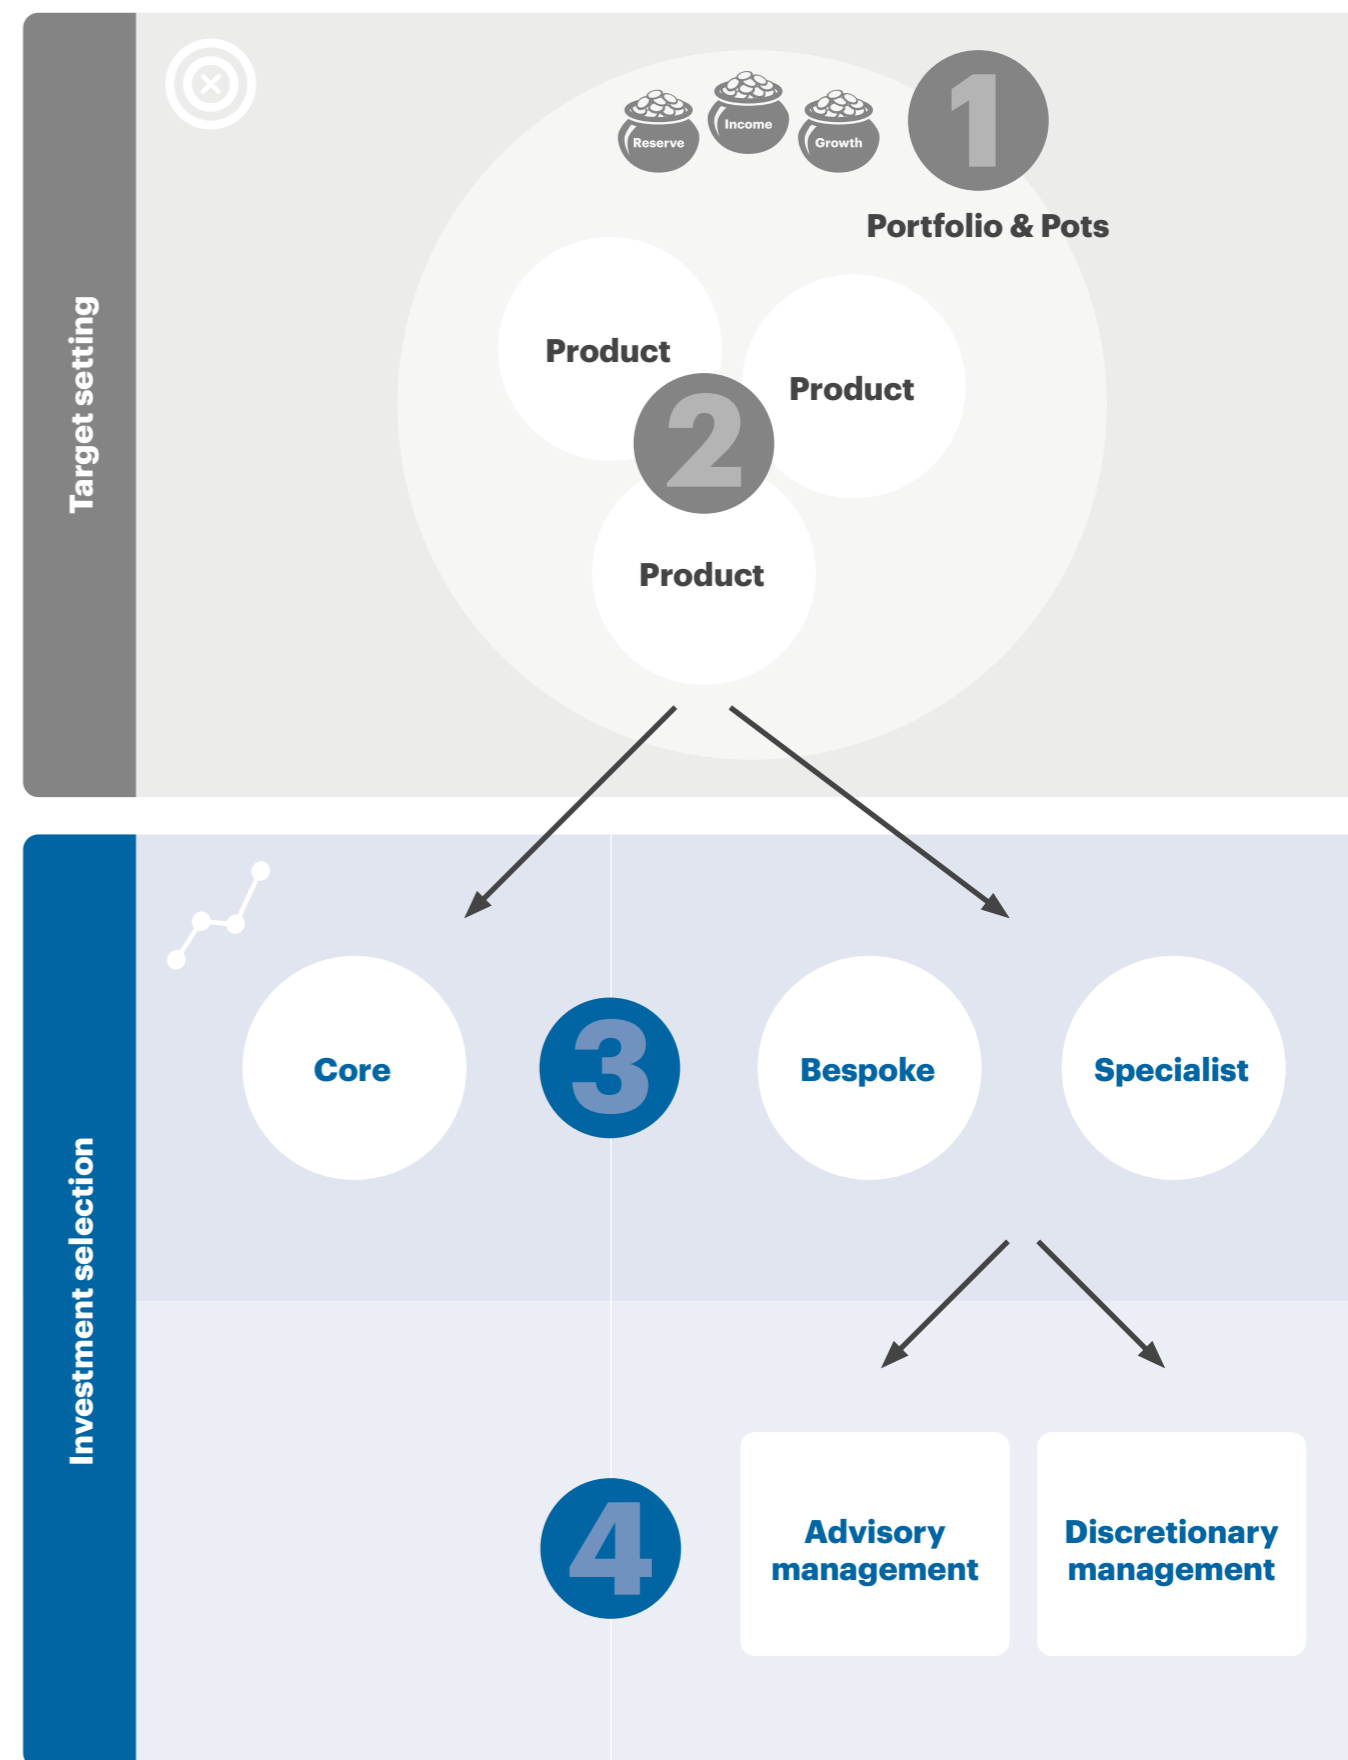 Target setting
Reserve
Income
Growth
1
Portfolio & Pots
Product
Product
2
Product
Investment selection
Core
3
Bespoke
Specialist
4
Advisory
management
Discretionary
management